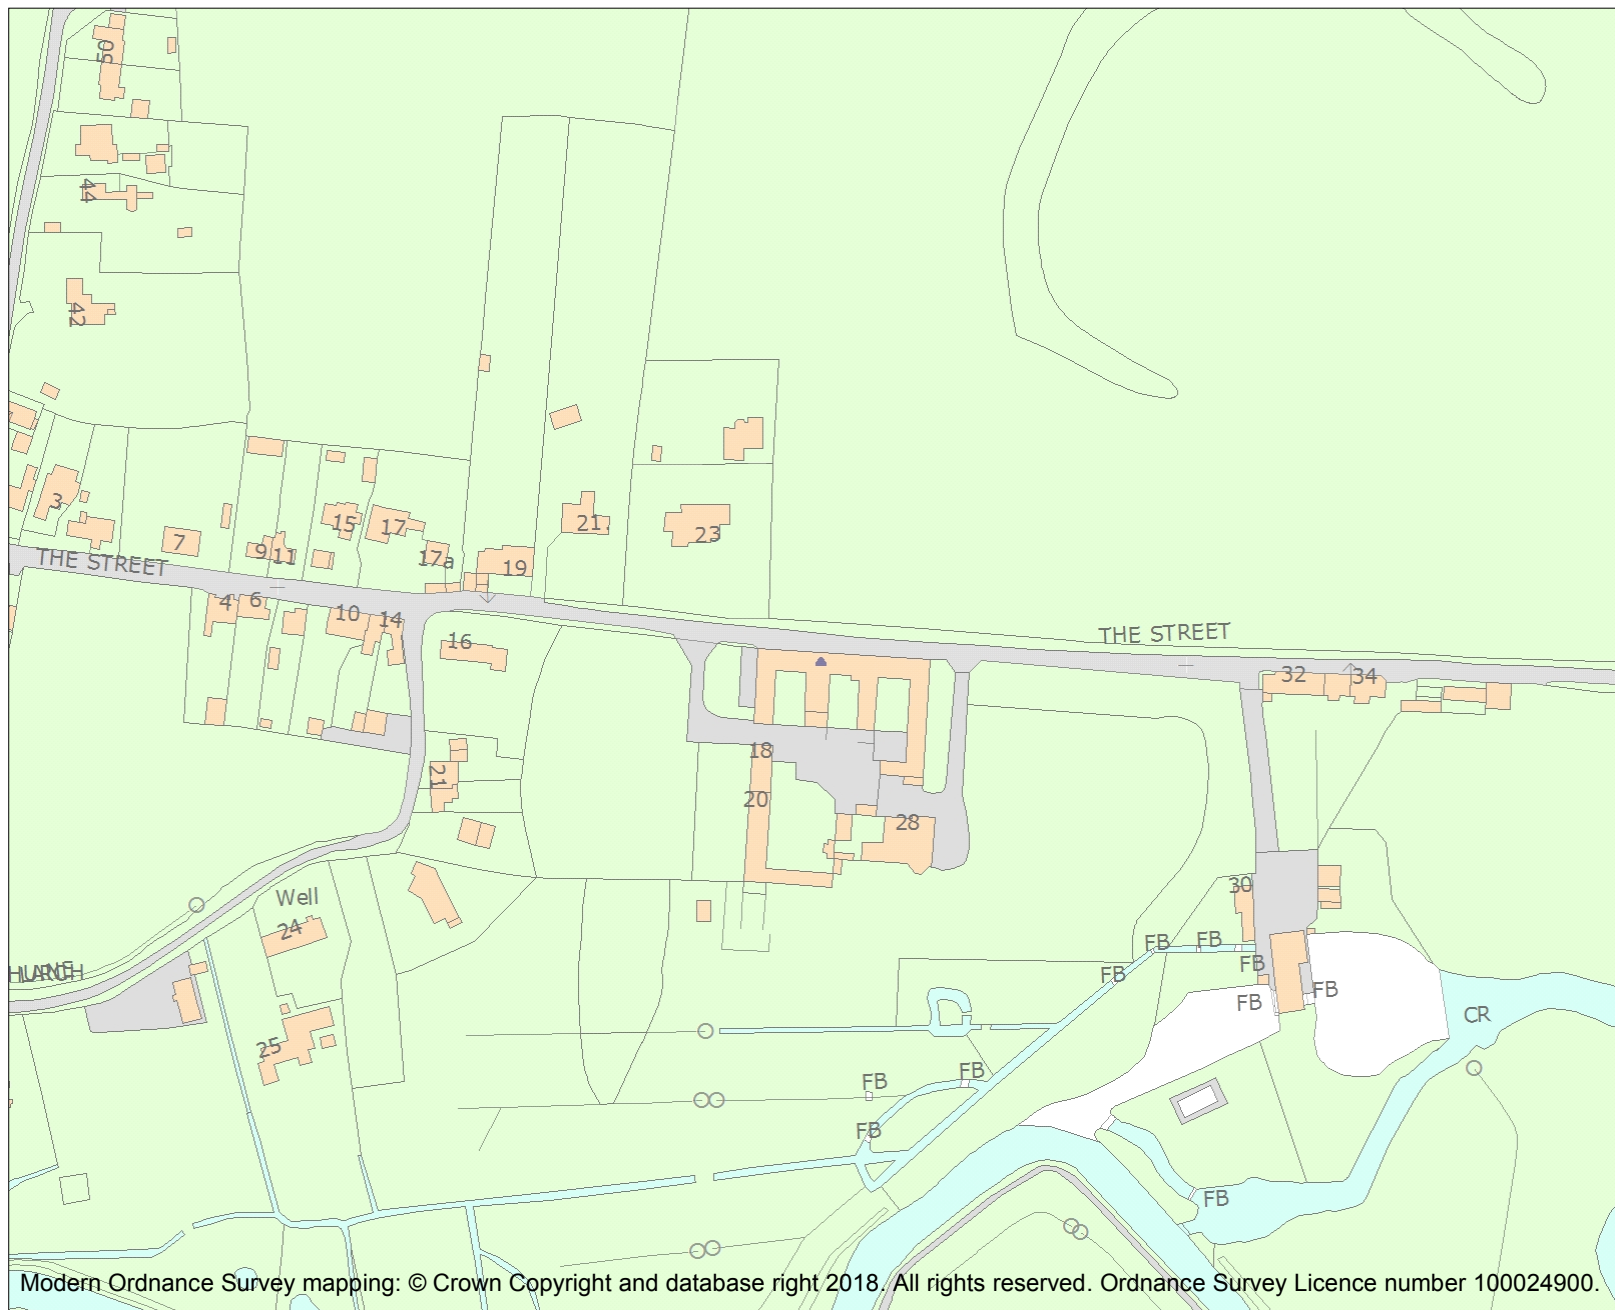 50
44
42
3
7
9
11
15
17
17a
19
21
23
THE STREET
4
6
10
14
16
THE STREET
32
34
18
20
28
21
30
Well
24
25
LANE
FB
FB
FB
FB
FB
FB
CR
FB
FB
FB
FB
Modern Ordnance Survey mapping: © Crown Copyright and database right 2018. All rights reserved. Ordnance Survey Licence number 100024900.